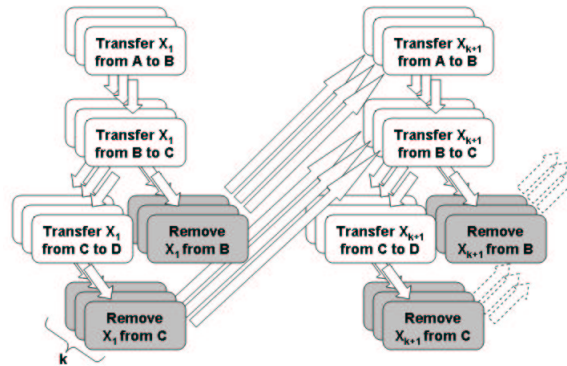 Transfer X1
from A to B
Transfer Xk+1
from A to B
Transfer X1
from B to C
Transfer Xk+1
from B to C
Transfer X1
from C to D
Remove
X1 from B
Transfer Xk+1
from C to D
Remove
Xk+1 from B
Remove
X1 from C
Remove
Xk+1 from C
k